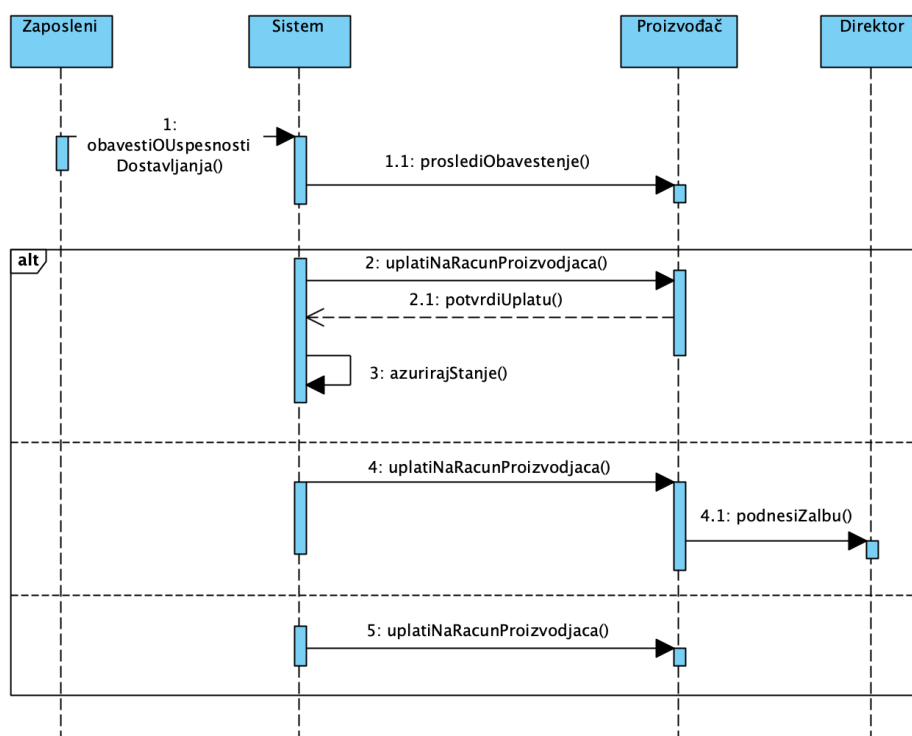 Zaposleni
Sistem
Proizvođač
Direktor
1:
obavestiOUspesnosti
Dostavljanja()
1.1: proslediObavestenje()
alt
2: uplatiNaRacunProizvodjaca()
2.1: potvrdiUplatu()
3: azurirajStanje()
4: uplatiNaRacunProizvodjaca()
4.1: podnesiZalbu()
5: uplatiNaRacunProizvodjaca()